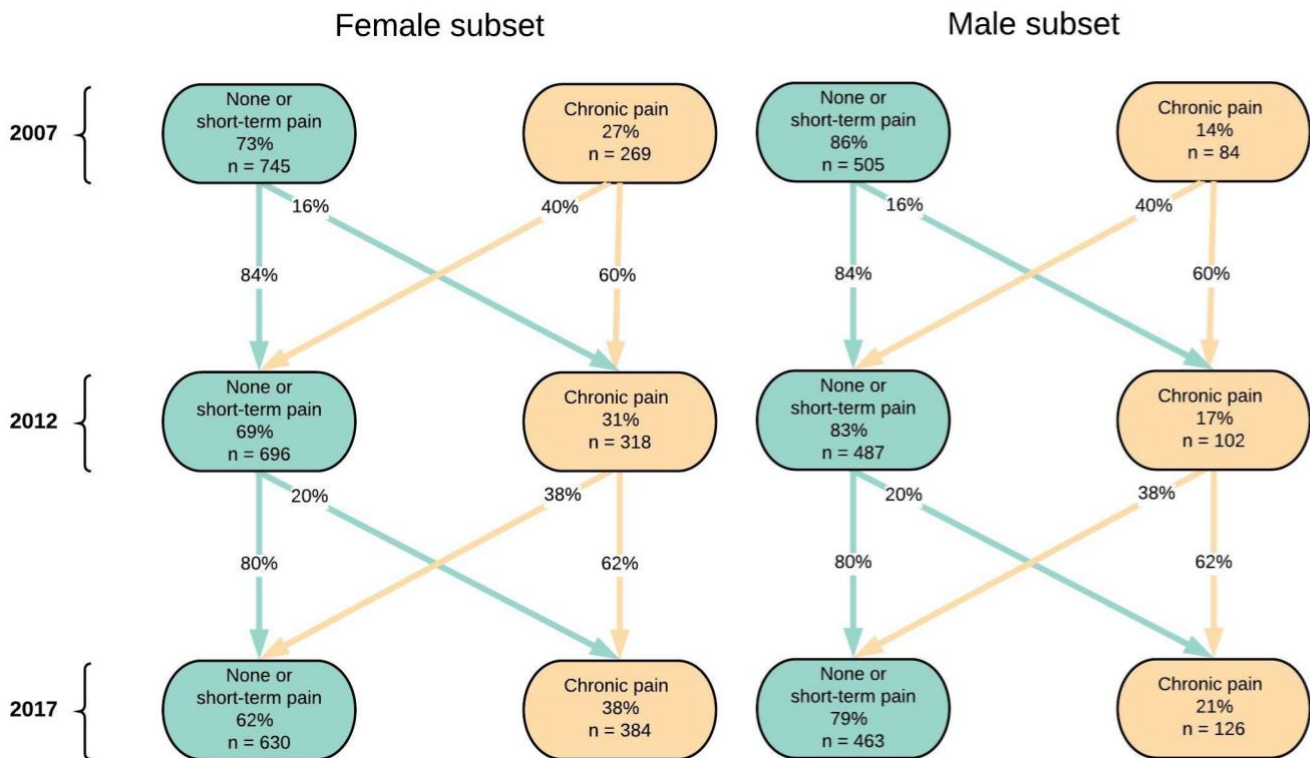 Female subset
Male subset
2007
None or
short-term pain
73%
n = 745
Chronic pain
27%
n = 269
None or
short-term pain
86%
n = 505
Chronic pain
14%
n = 84
16%
40%
16%
40%
84%
60%
84%
60%
2012
None or
short-term pain
69%
n = 696
Chronic pain
31%
n = 318
None or
short-term pain
83%
n = 487
Chronic pain
17%
n = 102
20%
38%
20%
38%
80%
62%
80%
62%
2017
None or
short-term pain
62%
n = 630
Chronic pain
38%
n = 384
None or
short-term pain
79%
n = 463
Chronic pain
21%
n = 126